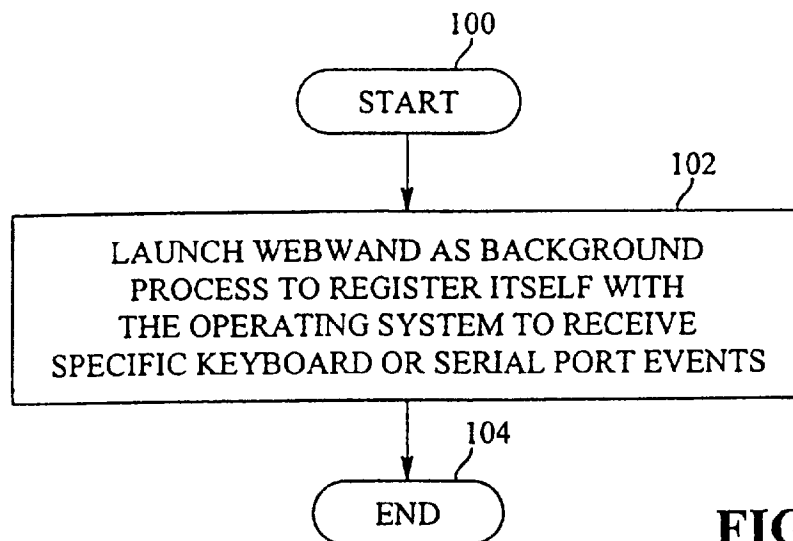 100
START
102
LAUNCH WEBWAND AS BACKGROUND
PROCESS TO REGISTER ITSELF WITH
THE OPERATING SYSTEM TO RECEIVE
SPECIFIC KEYBOARD OR SERIAL PORT EVENTS
104
END
FIG